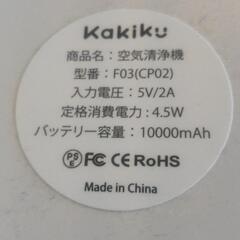 Kakiku
商品名：空気清浄機
型番：F03(CP02)
入力電圧：5V/2A
定格消費電力：4.5W
バッテリー容量：10000mAh
PSE FC CE RoHS
Made in China